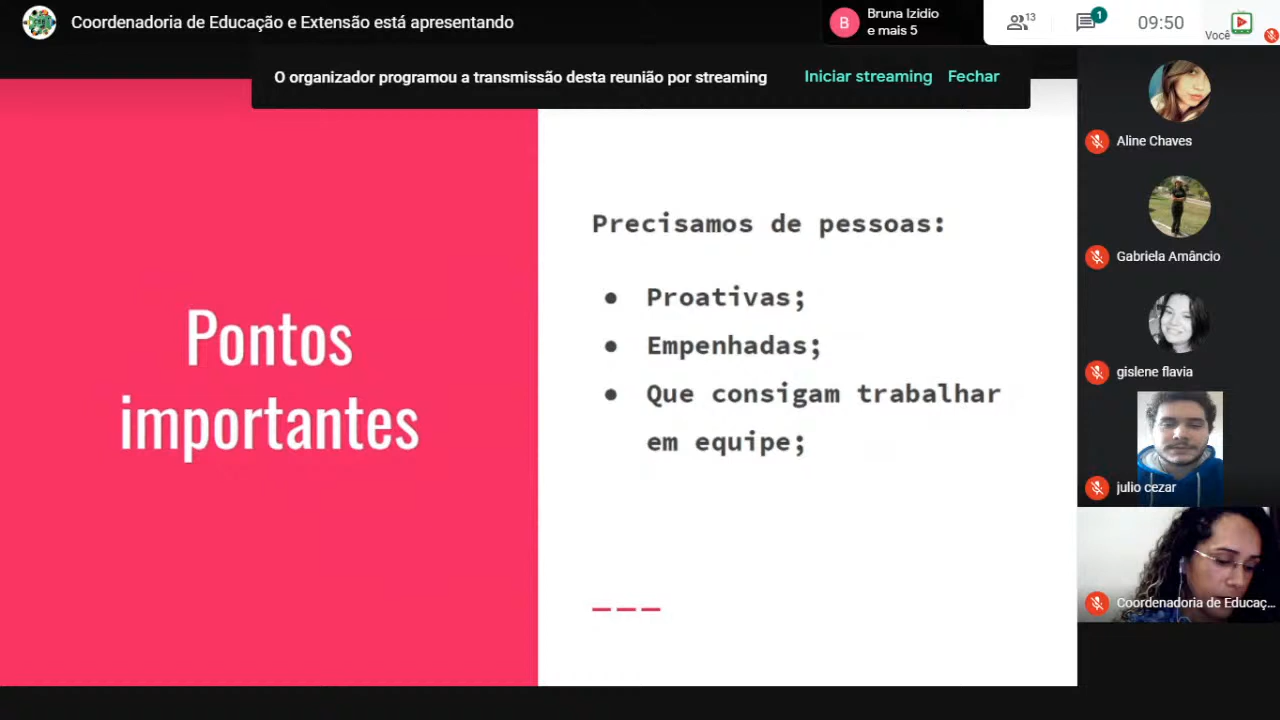 Coordenadoria de Educação e Extensão está apresentando
B
Bruna Izidio
e mais 5
13
1
09:50
Você
O organizador programou a transmissão desta reunião por streaming
Iniciar streaming
Fechar
Pontos
importantes
Precisamos de pessoas:
● Proativas;
● Empenhadas;
● Que consigam trabalhar
em equipe;
Aline Chaves
Gabriela Amâncio
gislene flavia
julio cezar
Coordenadoria de Educaç...